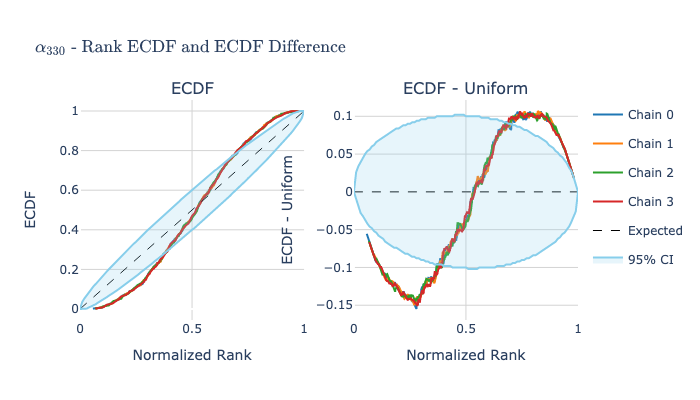 α₃₃₀ - Rank ECDF and ECDF Difference
ECDF
ECDF - Uniform
ECDF
1
0.8
0.6
0.4
0.2
0
0
0.5
1
Normalized Rank
ECDF - Uniform
0.1
0.05
0
−0.05
−0.1
−0.15
0
0.5
1
Normalized Rank
Chain 0
Chain 1
Chain 2
Chain 3
Expected
95% CI